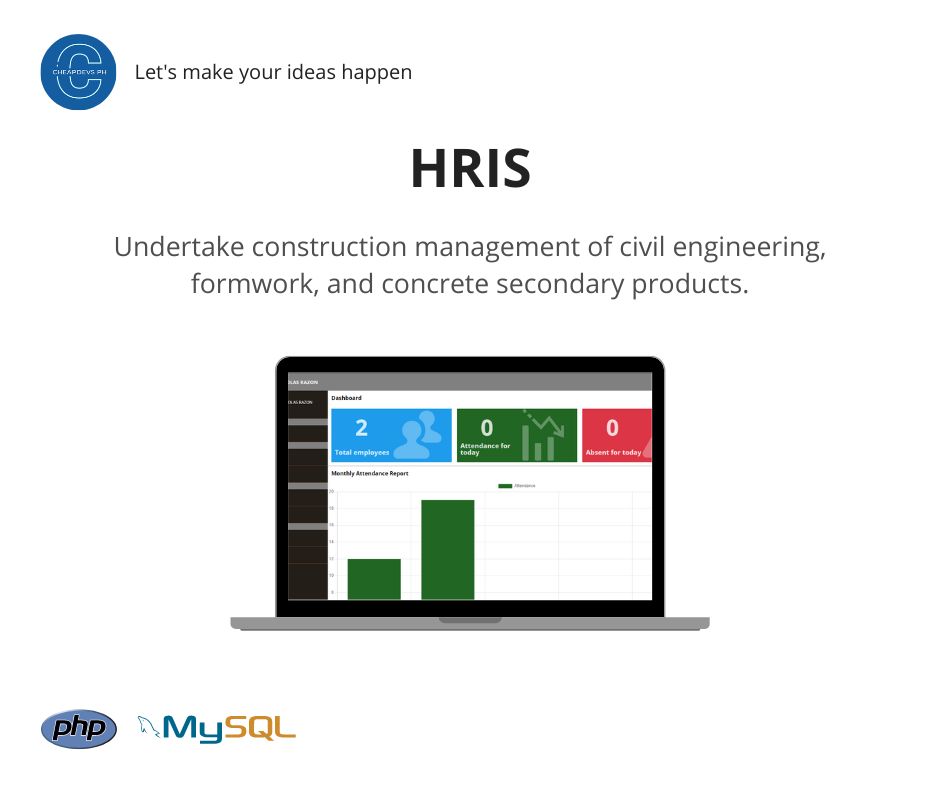 CHEAPDEVS PH
Let's make your ideas happen
HRIS
Undertake construction management of civil engineering,
formwork, and concrete secondary products.
OLAS RAZON
OLAS RAZON
Dashboard
2
Total employees
0
Attendance for
today
0
Absent for today
Monthly Attendance Report
Attendance
20
18
16
14
12
10
8
php
MySQL